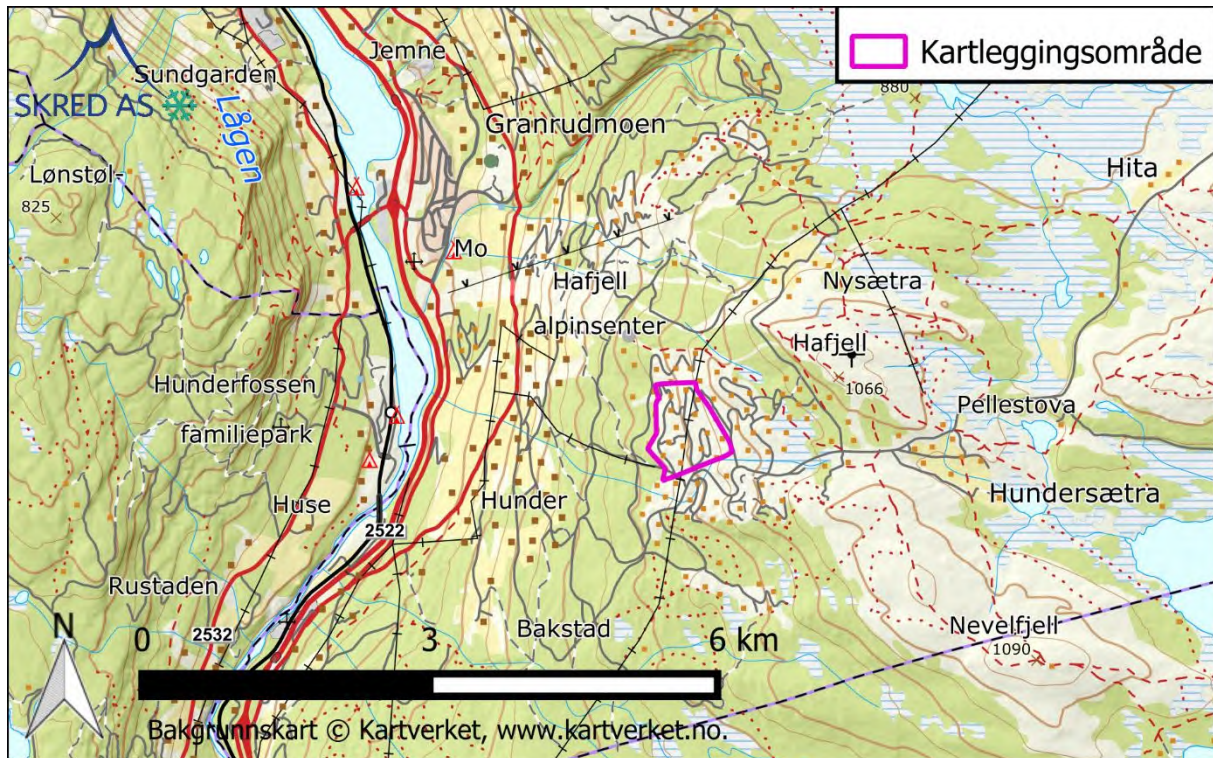 Kartleggingsområde
Jemne
Sundgarden
SKRED AS
880
Lågen
Granrudmoen
Hita
Lønstøl-
825
Mo
Hafjell
alpinsenter
Nysætra
Hafjell
1066
Hunderfossen
familiepark
Pellestova
Huse
Hunder
Hundersætra
2522
Rustaden
Bakstad
Nevelfjell
1090
N
2532
0
3
6 km
Bakgrunnskart © Kartverket, www.kartverket.no.